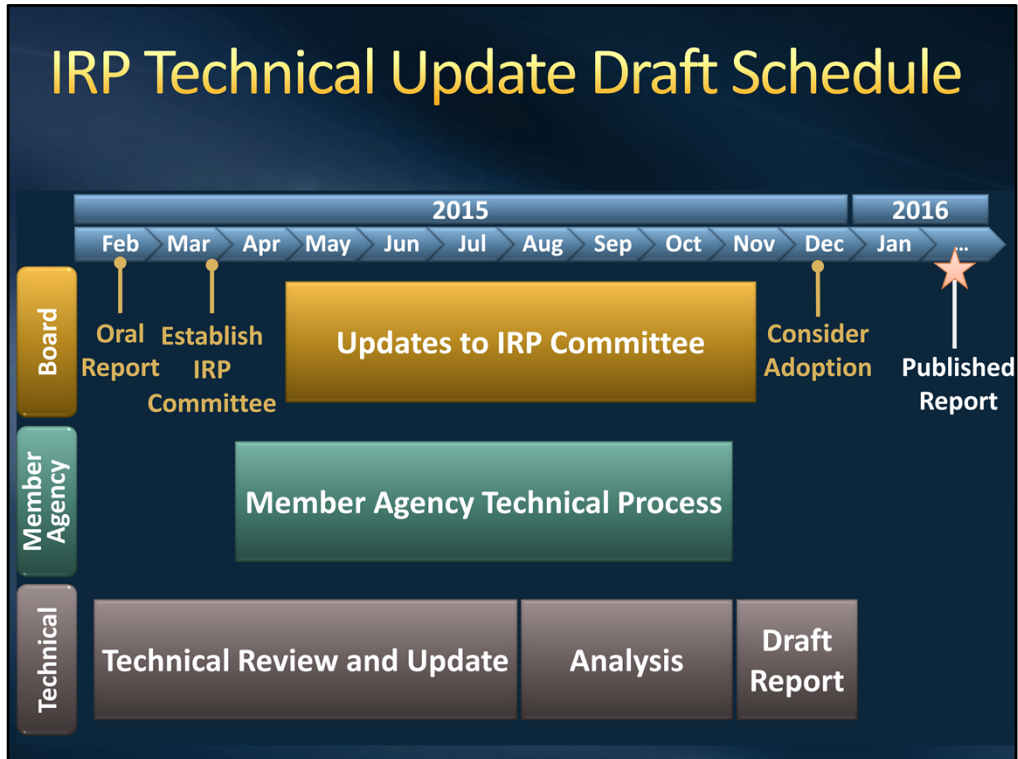 IRP Technical Update Draft Schedule
2015
2016
Feb
Mar
Apr
May
Jun
Jul
Aug
Sep
Oct
Nov
Dec
Jan
...
Board
Oral
Report
Establish
IRP
Committee
Updates to IRP Committee
Consider
Adoption
Published
Report
Member
Agency
Member Agency Technical Process
Technical
Technical Review and Update
Analysis
Draft
Report